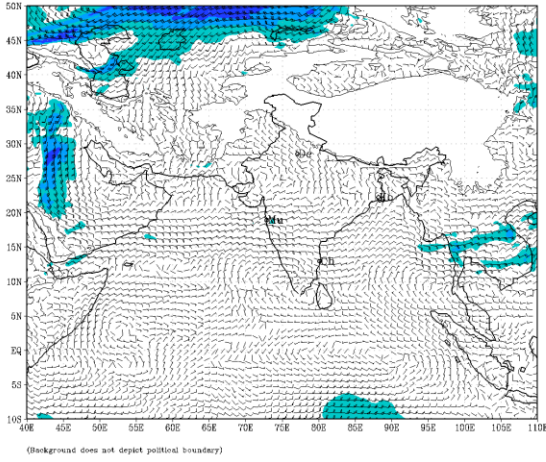 50N
45N
40N
35N
30N
25N
20N
15N
10N
5N
EQ
5S
10S
Mu
Ch
40E 45E 50E 55E 60E 65E 70E 75E 80E 85E 90E 95E 100E 105E 110E
(Background does not depict political boundary)